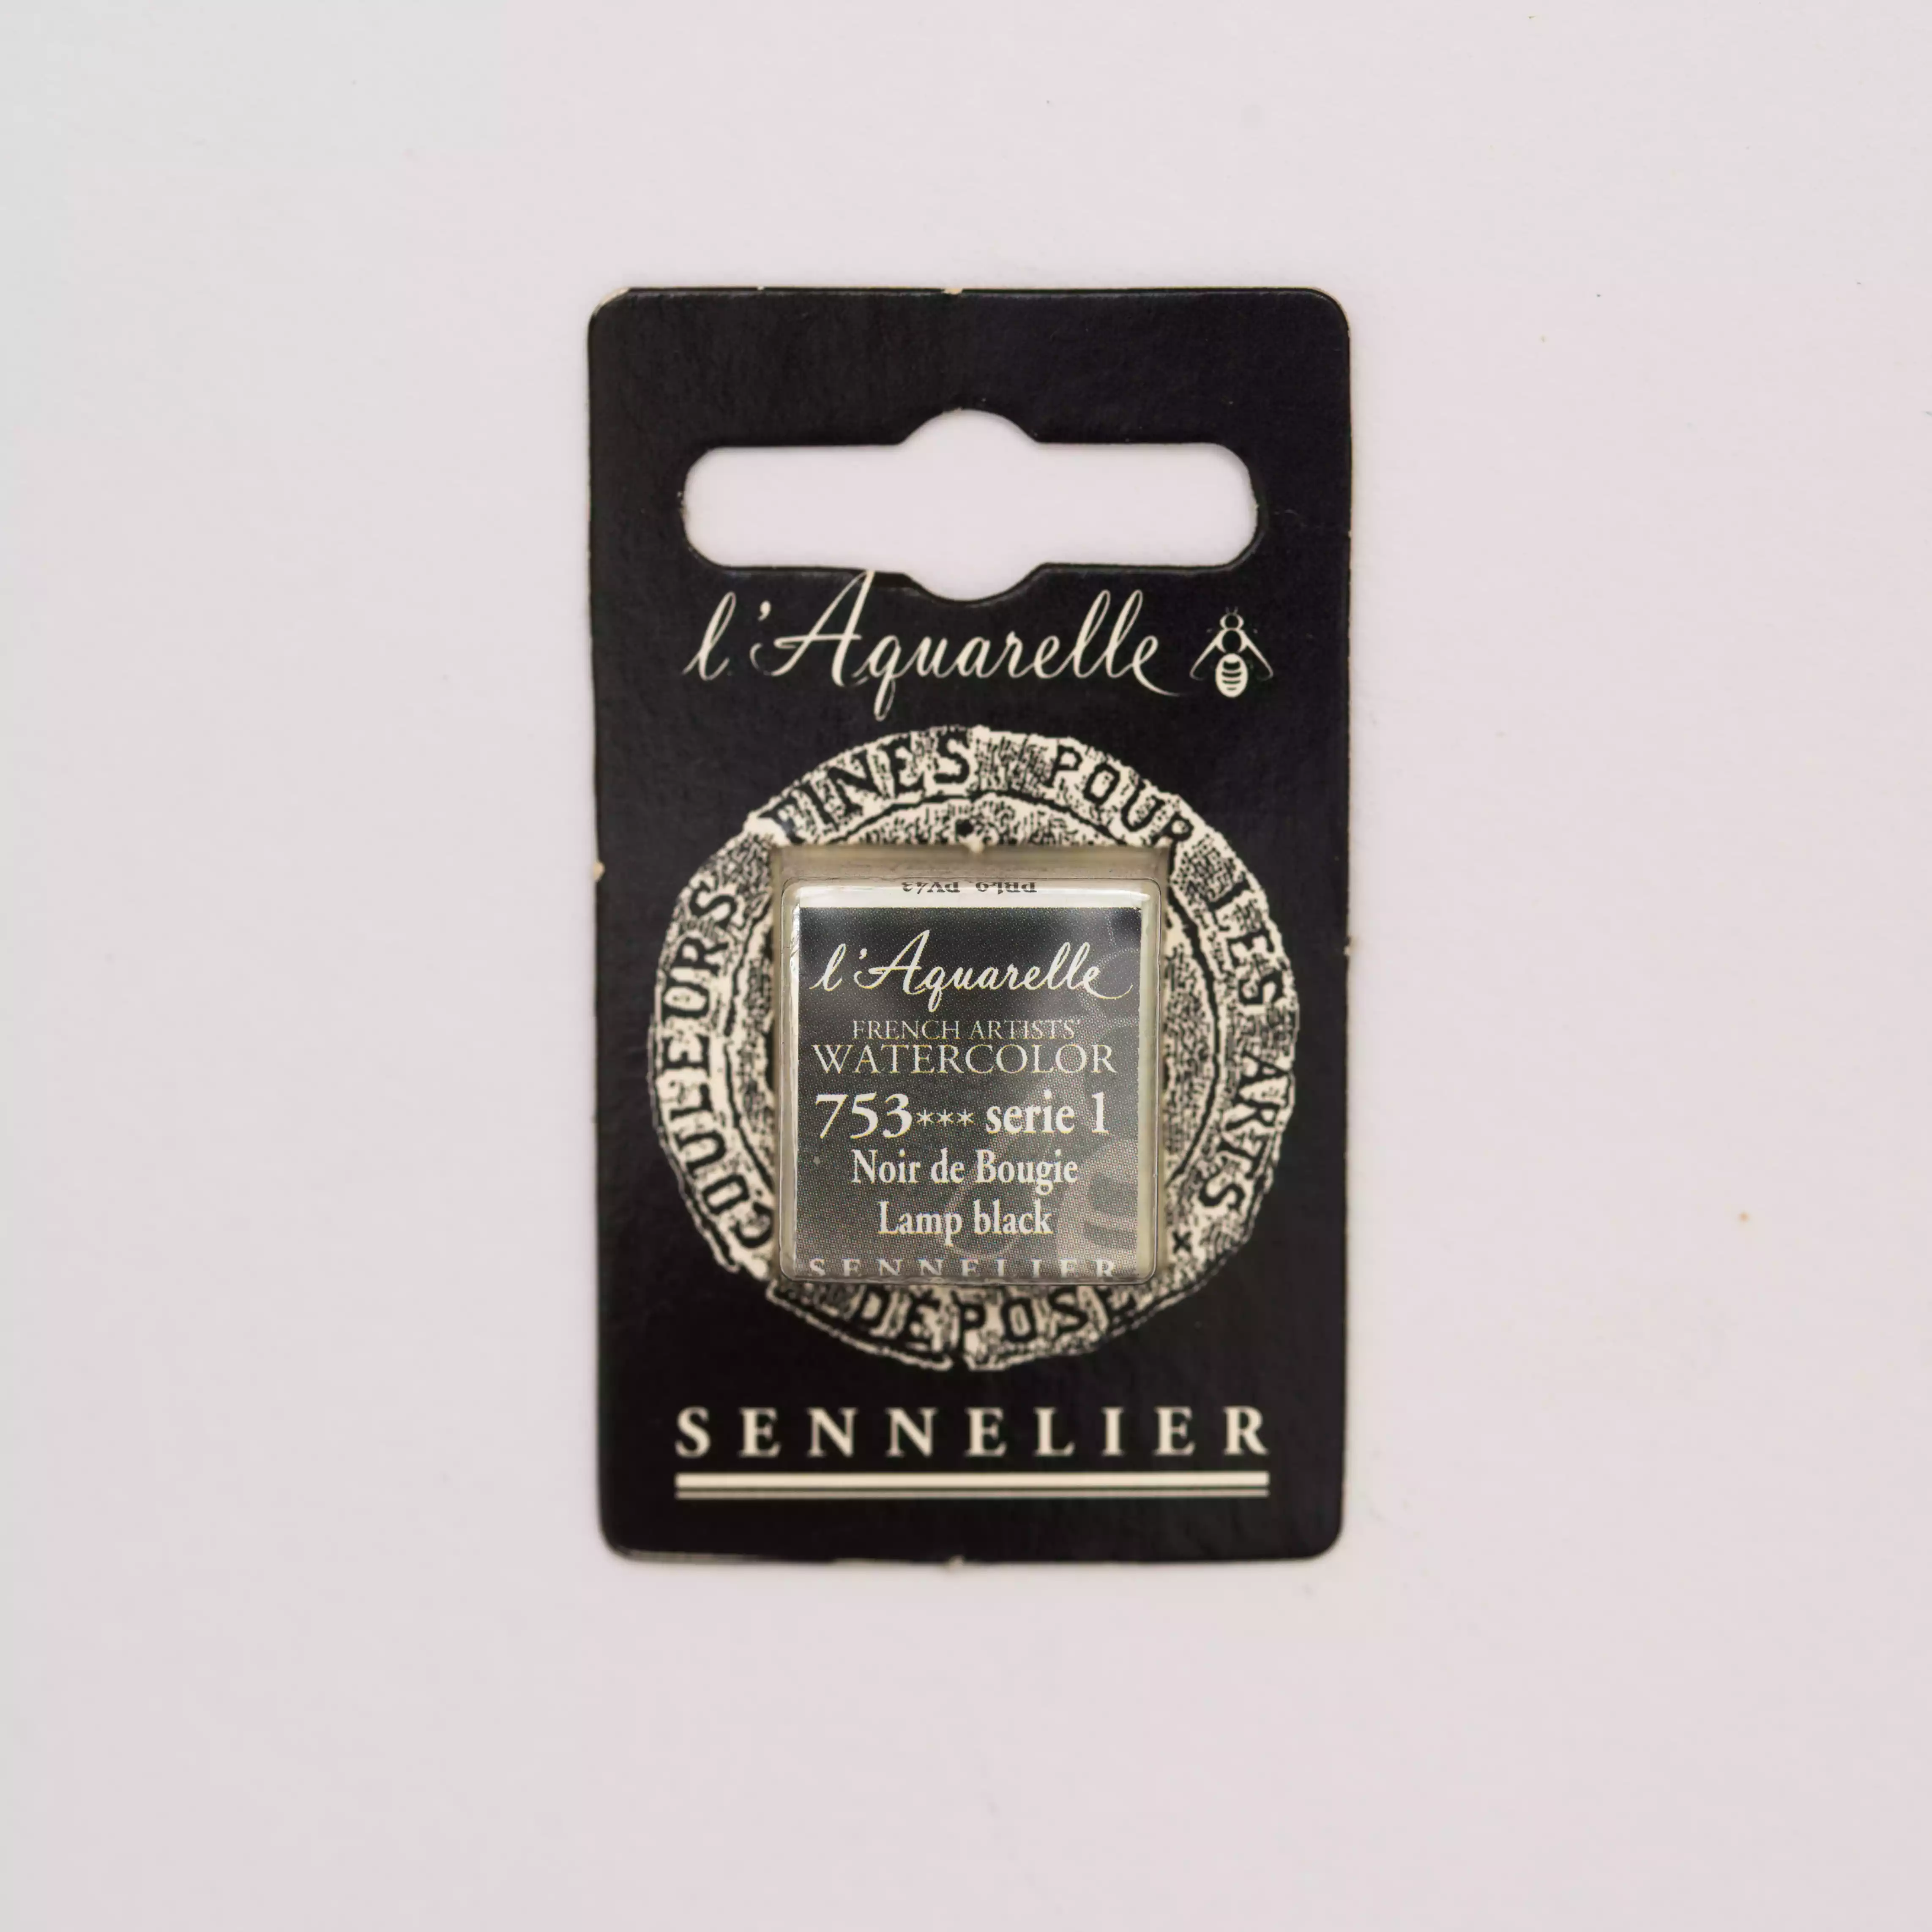 l'Aquarelle
COULEURS FINES POUR LES ARTS
l'Aquarelle
FRENCH ARTISTS'
WATERCOLOR
753*** serie 1
Noir de Bougie
Lamp black
SENNELIER
DÉPOSÉ
SENNELIER